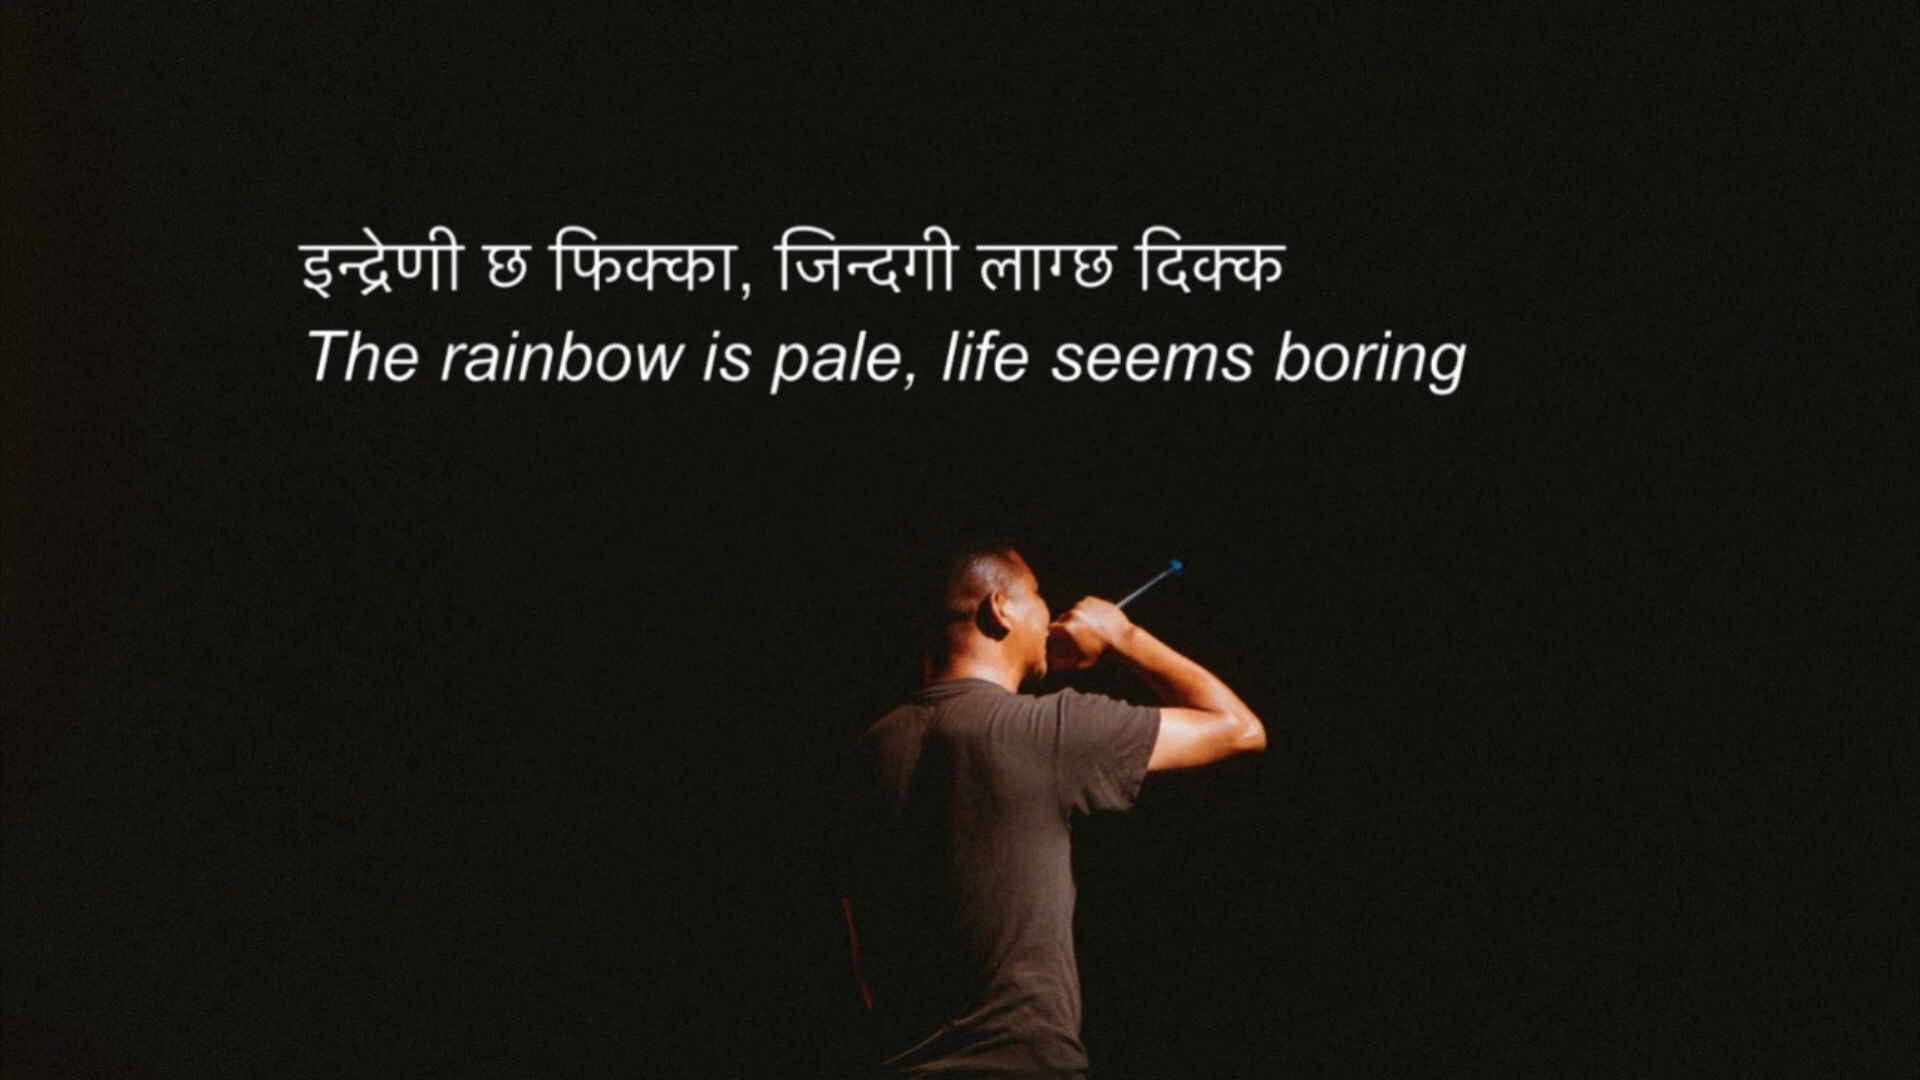 इन्द्रेणी छ फिक्का, जिन्दगी लाग्छ दिक्क
The rainbow is pale, life seems boring